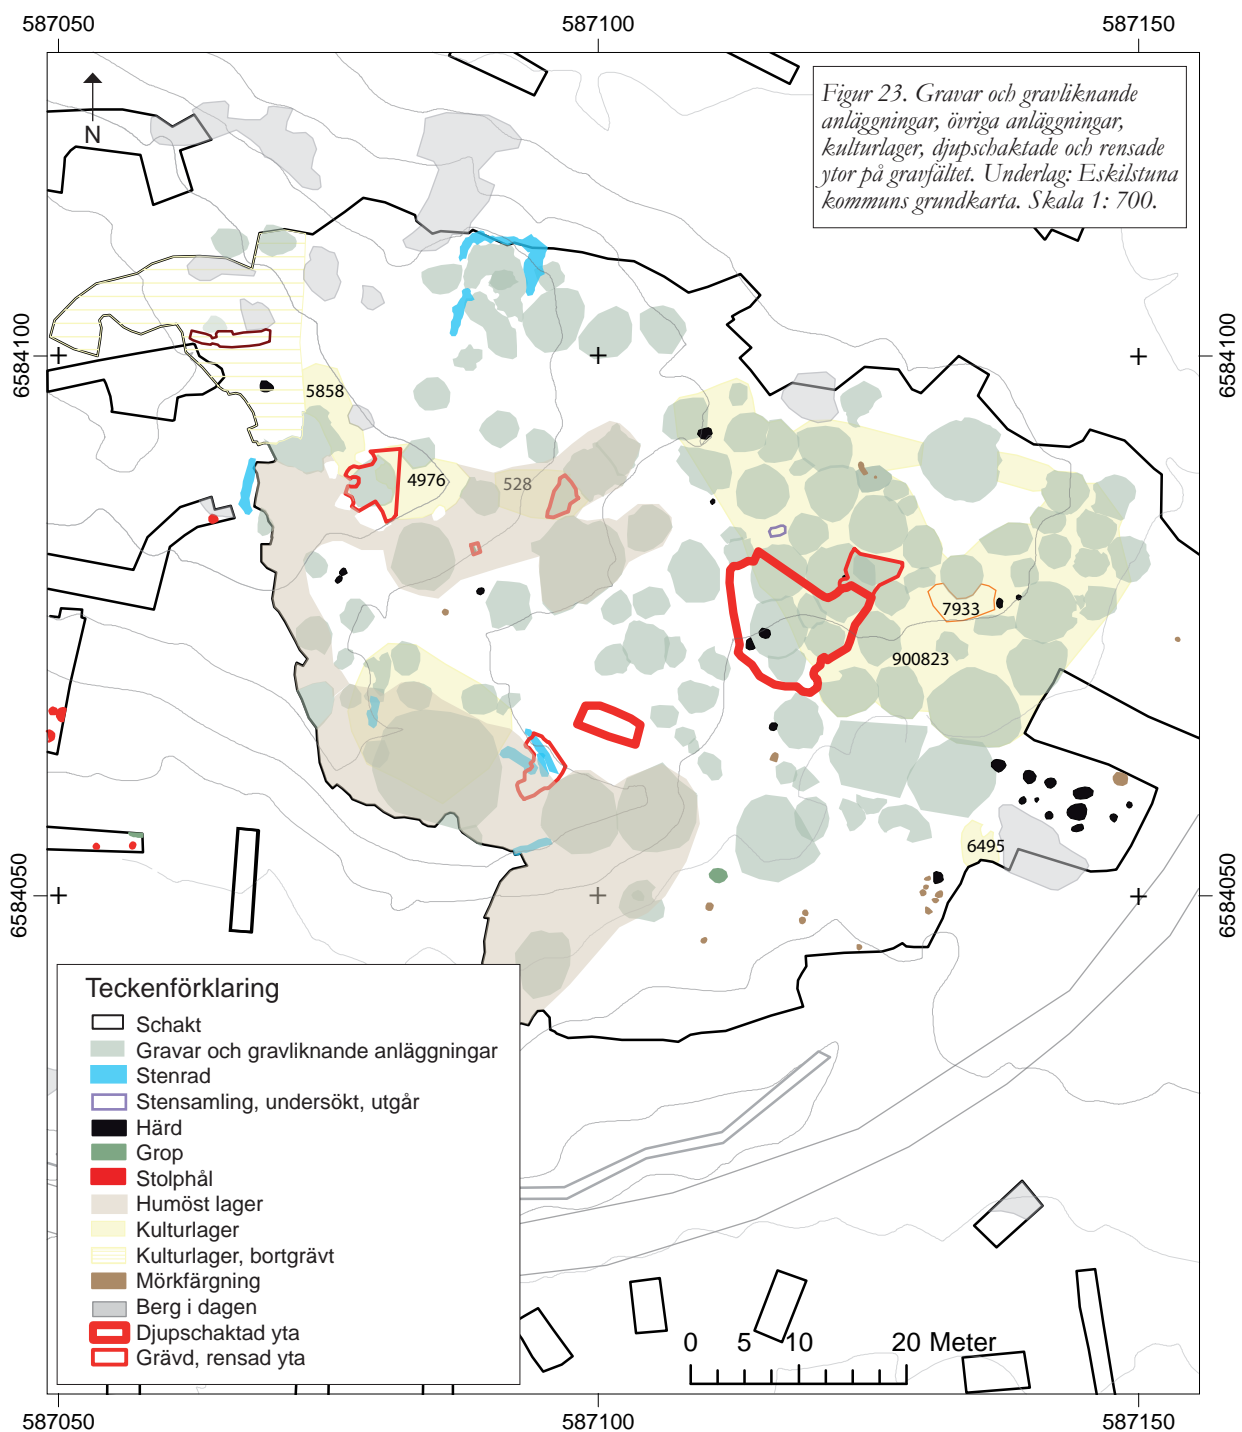 587050
587100
587150
Figur 23. Gravar och gravliknande
anläggningar, övriga anläggningar,
kulturlager, djupschaktade och rensade
ytor på gravfältet. Underlag: Eskilstuna
kommuns grundkarta. Skala 1: 700.
N
6584100
6584100
5858
4976
528
7933
900823
6495
6584050
6584050
Teckenförklaring
Schakt
Gravar och gravliknande anläggningar
Stenrad
Stensamling, undersökt, utgår
Härd
Grop
Stolphål
Humöst lager
Kulturlager
Kulturlager, bortgrävt
Mörkfärgning
Berg i dagen
Djupschaktad yta
Grävd, rensad yta
0 5 10 20 Meter
587050
587100
587150